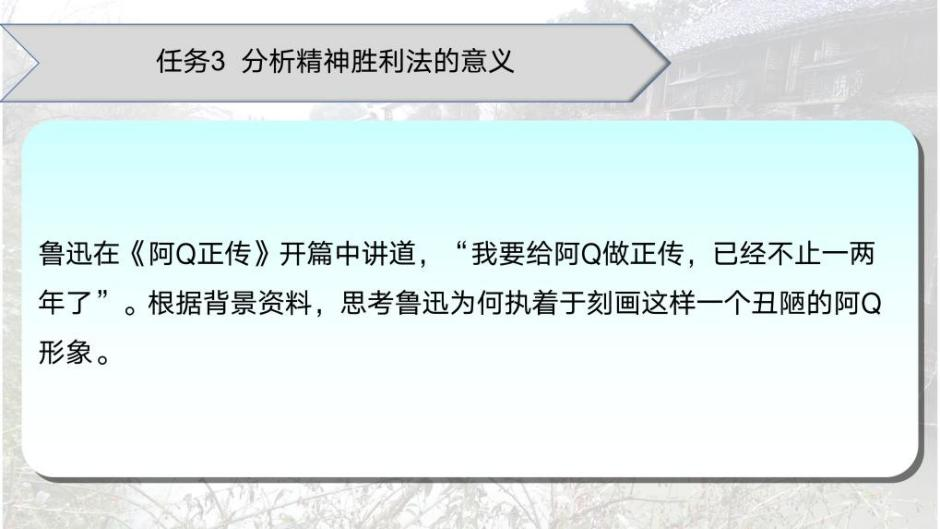 任务3 分析精神胜利法的意义
鲁迅在《阿Q正传》开篇中讲道，“我要给阿Q做正传，已经不止一两
年了”。根据背景资料，思考鲁迅为何执着于刻画这样一个丑陋的阿Q
形象。